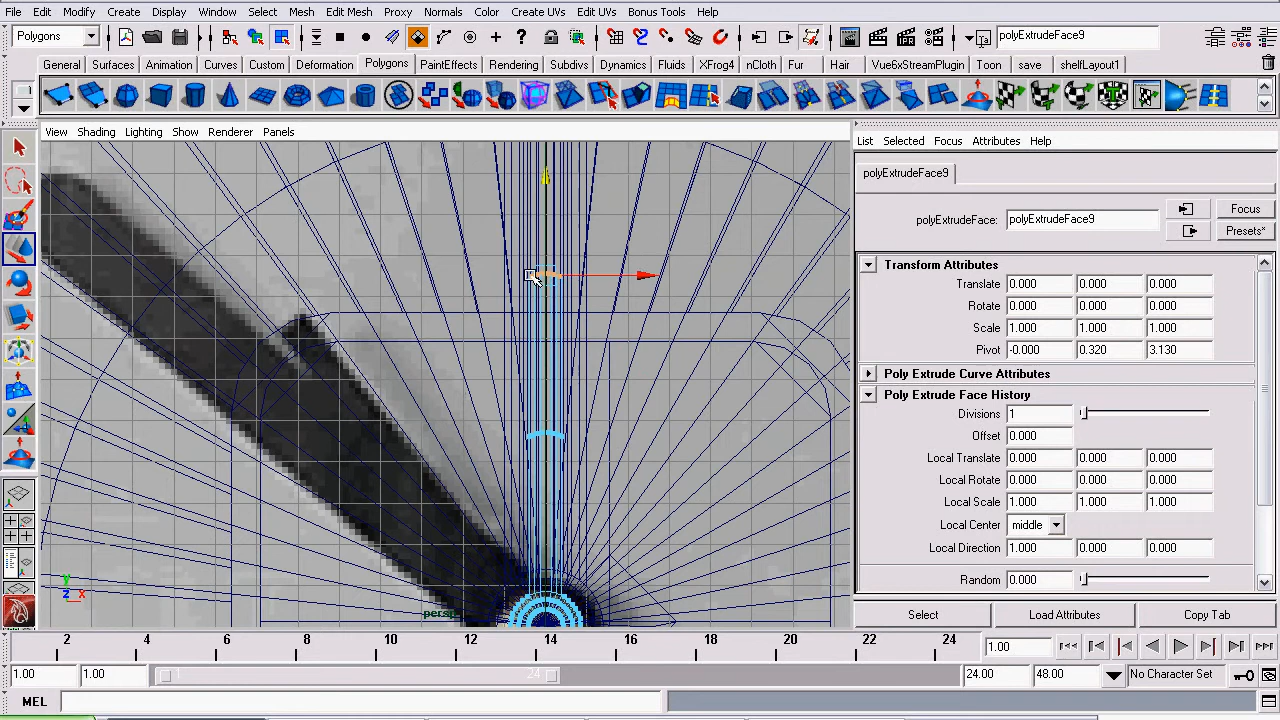 File Edit Modify Create Display Window Select Mesh Edit Mesh Proxy Normals Color Create UVs Edit UVs Bonus Tools Help
Polygons polyExtrudeFace9
General Surfaces Animation Curves Custom Deformation Polygons PaintEffects Rendering Subdivs Dynamics Fluids XFrog4 nCloth Fur Hair Vue6xStreamPlugin Toon save shelfLayout1
View Shading Lighting Show Renderer Panels
List Selected Focus Attributes Help
polyExtrudeFace9
polyExtrudeFace: polyExtrudeFace9 Focus
Presets*
Transform Attributes
Translate 0.000 0.000 0.000
Rotate 0.000 0.000 0.000
Scale 1.000 1.000 1.000
Pivot -0.000 0.320 3.130
Poly Extrude Curve Attributes
Poly Extrude Face History
Divisions 1
Offset 0.000
Local Translate 0.000 0.000 0.000
Local Rotate 0.000 0.000 0.000
Local Scale 1.000 1.000 1.000
Local Center middle
Local Direction 1.000 0.000 0.000
Random 0.000
y
z x
persp
Select Load Attributes Copy Tab
2 4 6 8 10 12 14 16 18 20 22 24 1.00
1.00 1.00 1 24 24.00 48.00 No Character Set
MEL